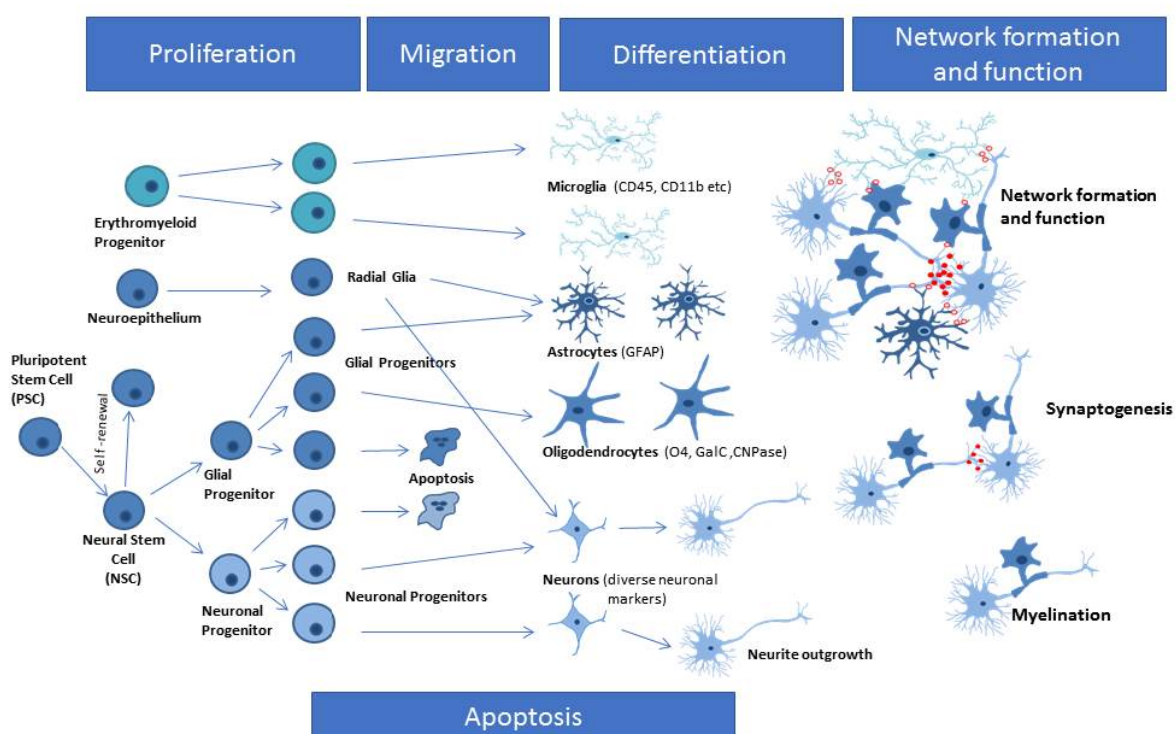 Proliferation
Migration
Differentiation
Network formation
and function
Erythromyeloid
Progenitor
Microglia (CD45, CD11b etc)
Network formation
and function
Neuroepithelium
Radial Glia
Pluripotent
Stem Cell
(PSC)
Self -renewal
Glial Progenitors
Astrocytes (GFAP)
Synaptogenesis
Glial
Progenitor
Apoptosis
Oligodendrocytes (O4, GalC ,CNPase)
Neural Stem
Cell
(NSC)
Neuronal
Progenitor
Neuronal Progenitors
Neurons (diverse neuronal
markers)
Neurite outgrowth
Myelination
Apoptosis